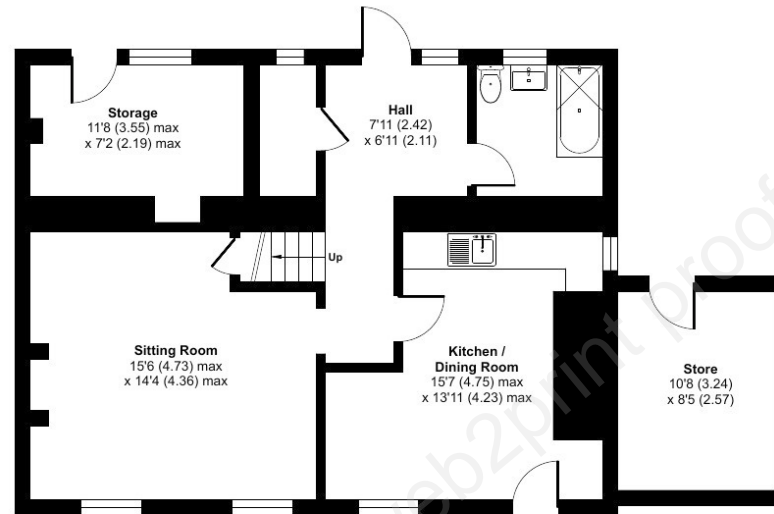 Storage
11'8 (3.55) max
x 7'2 (2.19) max
Hall
7'11 (2.42)
x 6'11 (2.11)
Up
Sitting Room
15'6 (4.73) max
x 14'4 (4.36) max
Kitchen /
Dining Room
15'7 (4.75) max
x 13'11 (4.23) max
Store
10'8 (3.24)
x 8'5 (2.57)
web2print proof